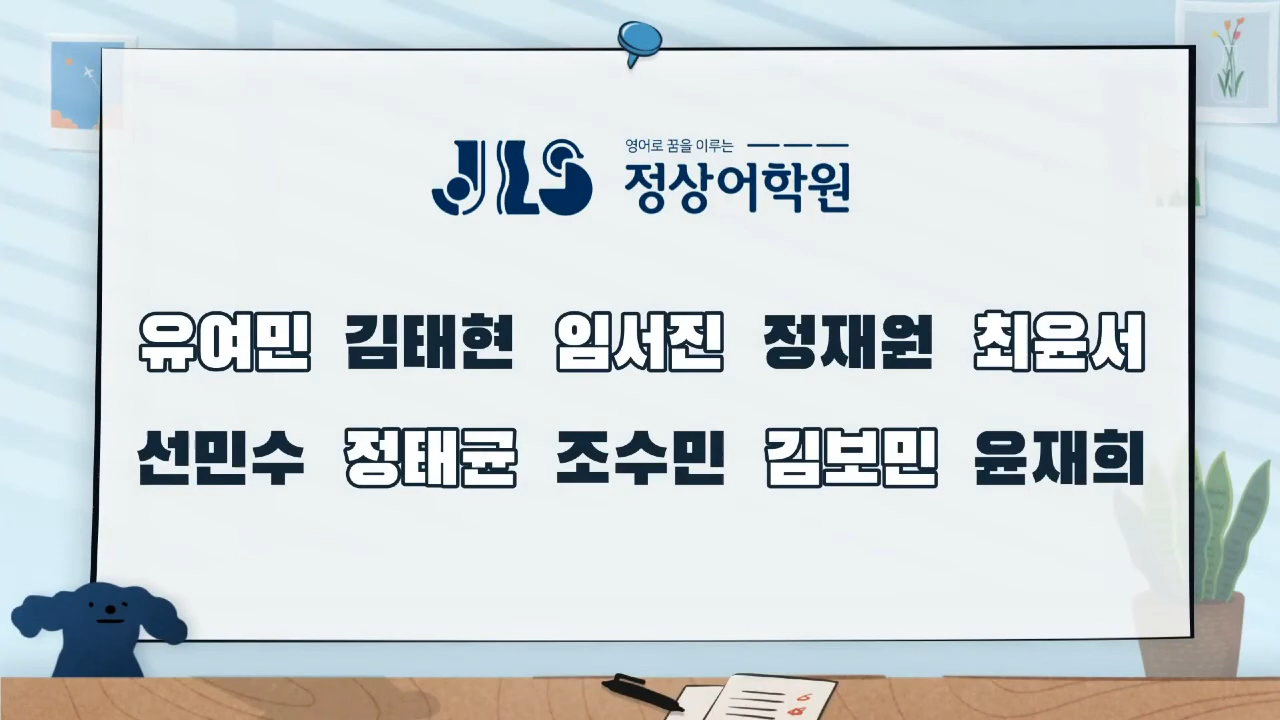 JLS
영어로 꿈을 이루는
정상어학원
유여민 김태현 임서진 정재원 최윤서
선민수 정태균 조수민 김보민 윤재희